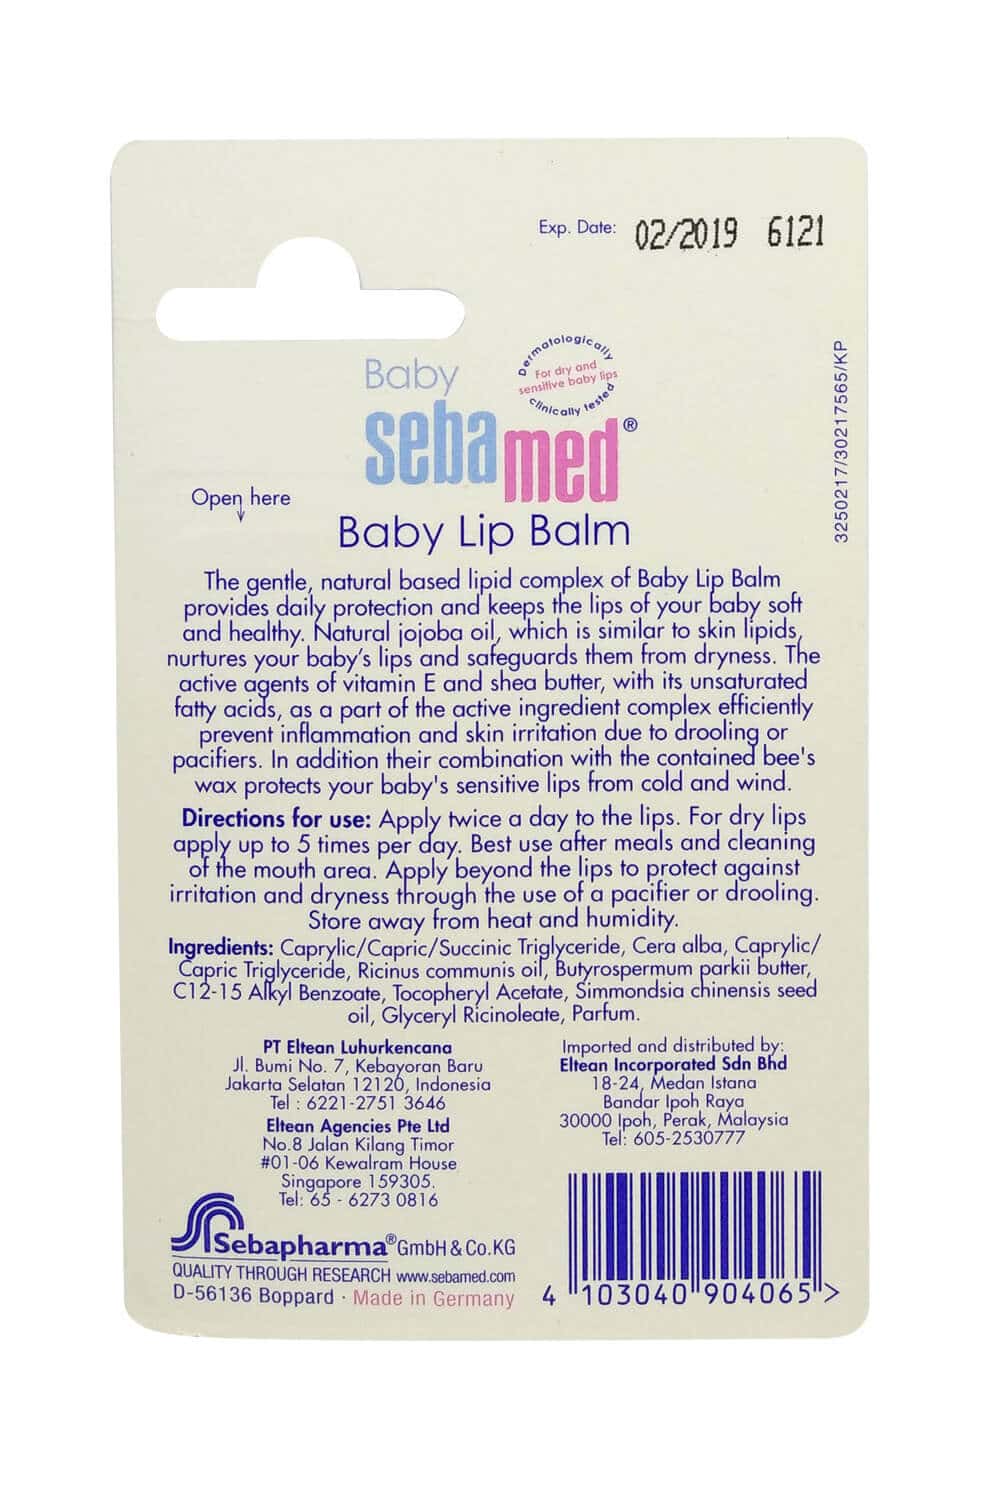 Exp. Date: 02/2019 6121
3250217/30217565/KP
Dermatologically
For dry and
sensitive baby lips
clinically tested
Baby
sebamed®
Open here
Baby Lip Balm
The gentle, natural based lipid complex of Baby Lip Balm
provides daily protection and keeps the lips of your baby soft
and healthy. Natural jojoba oil, which is similar to skin lipids,
nurtures your baby's lips and safeguards them from dryness. The
active agents of vitamin E and shea butter, with its unsaturated
fatty acids, as a part of the active ingredient complex efficiently
prevent inflammation and skin irritation due to drooling or
pacifiers. In addition their combination with the contained bee's
wax protects your baby's sensitive lips from cold and wind.
Directions for use: Apply twice a day to the lips. For dry lips
apply up to 5 times per day. Best use after meals and cleaning
of the mouth area. Apply beyond the lips to protect against
irritation and dryness through the use of a pacifier or drooling.
Store away from heat and humidity.
Ingredients: Caprylic/Capric/Succinic Triglyceride, Cera alba, Caprylic/
Capric Triglyceride, Ricinus communis oil, Butyrospermum parkii butter,
C12-15 Alkyl Benzoate, Tocopheryl Acetate, Simmondsia chinensis seed
oil, Glyceryl Ricinoleate, Parfum.
PT Eltean Luhurkencana
Jl. Bumi No. 7, Kebayoran Baru
Jakarta Selatan 12120, Indonesia
Tel : 6221-2751 3646
Eltean Agencies Pte Ltd
No.8 Jalan Kilang Timor
#01-06 Kewalram House
Singapore 159305.
Tel: 65 - 6273 0816
Imported and distributed by:
Eltean Incorporated Sdn Bhd
18-24, Medan Istana
Bandar Ipoh Raya
30000 Ipoh, Perak, Malaysia
Tel: 605-2530777
Sebapharma® GmbH & Co.KG
QUALITY THROUGH RESEARCH www.sebamed.com
D-56136 Boppard · Made in Germany
4 103040 904065 >